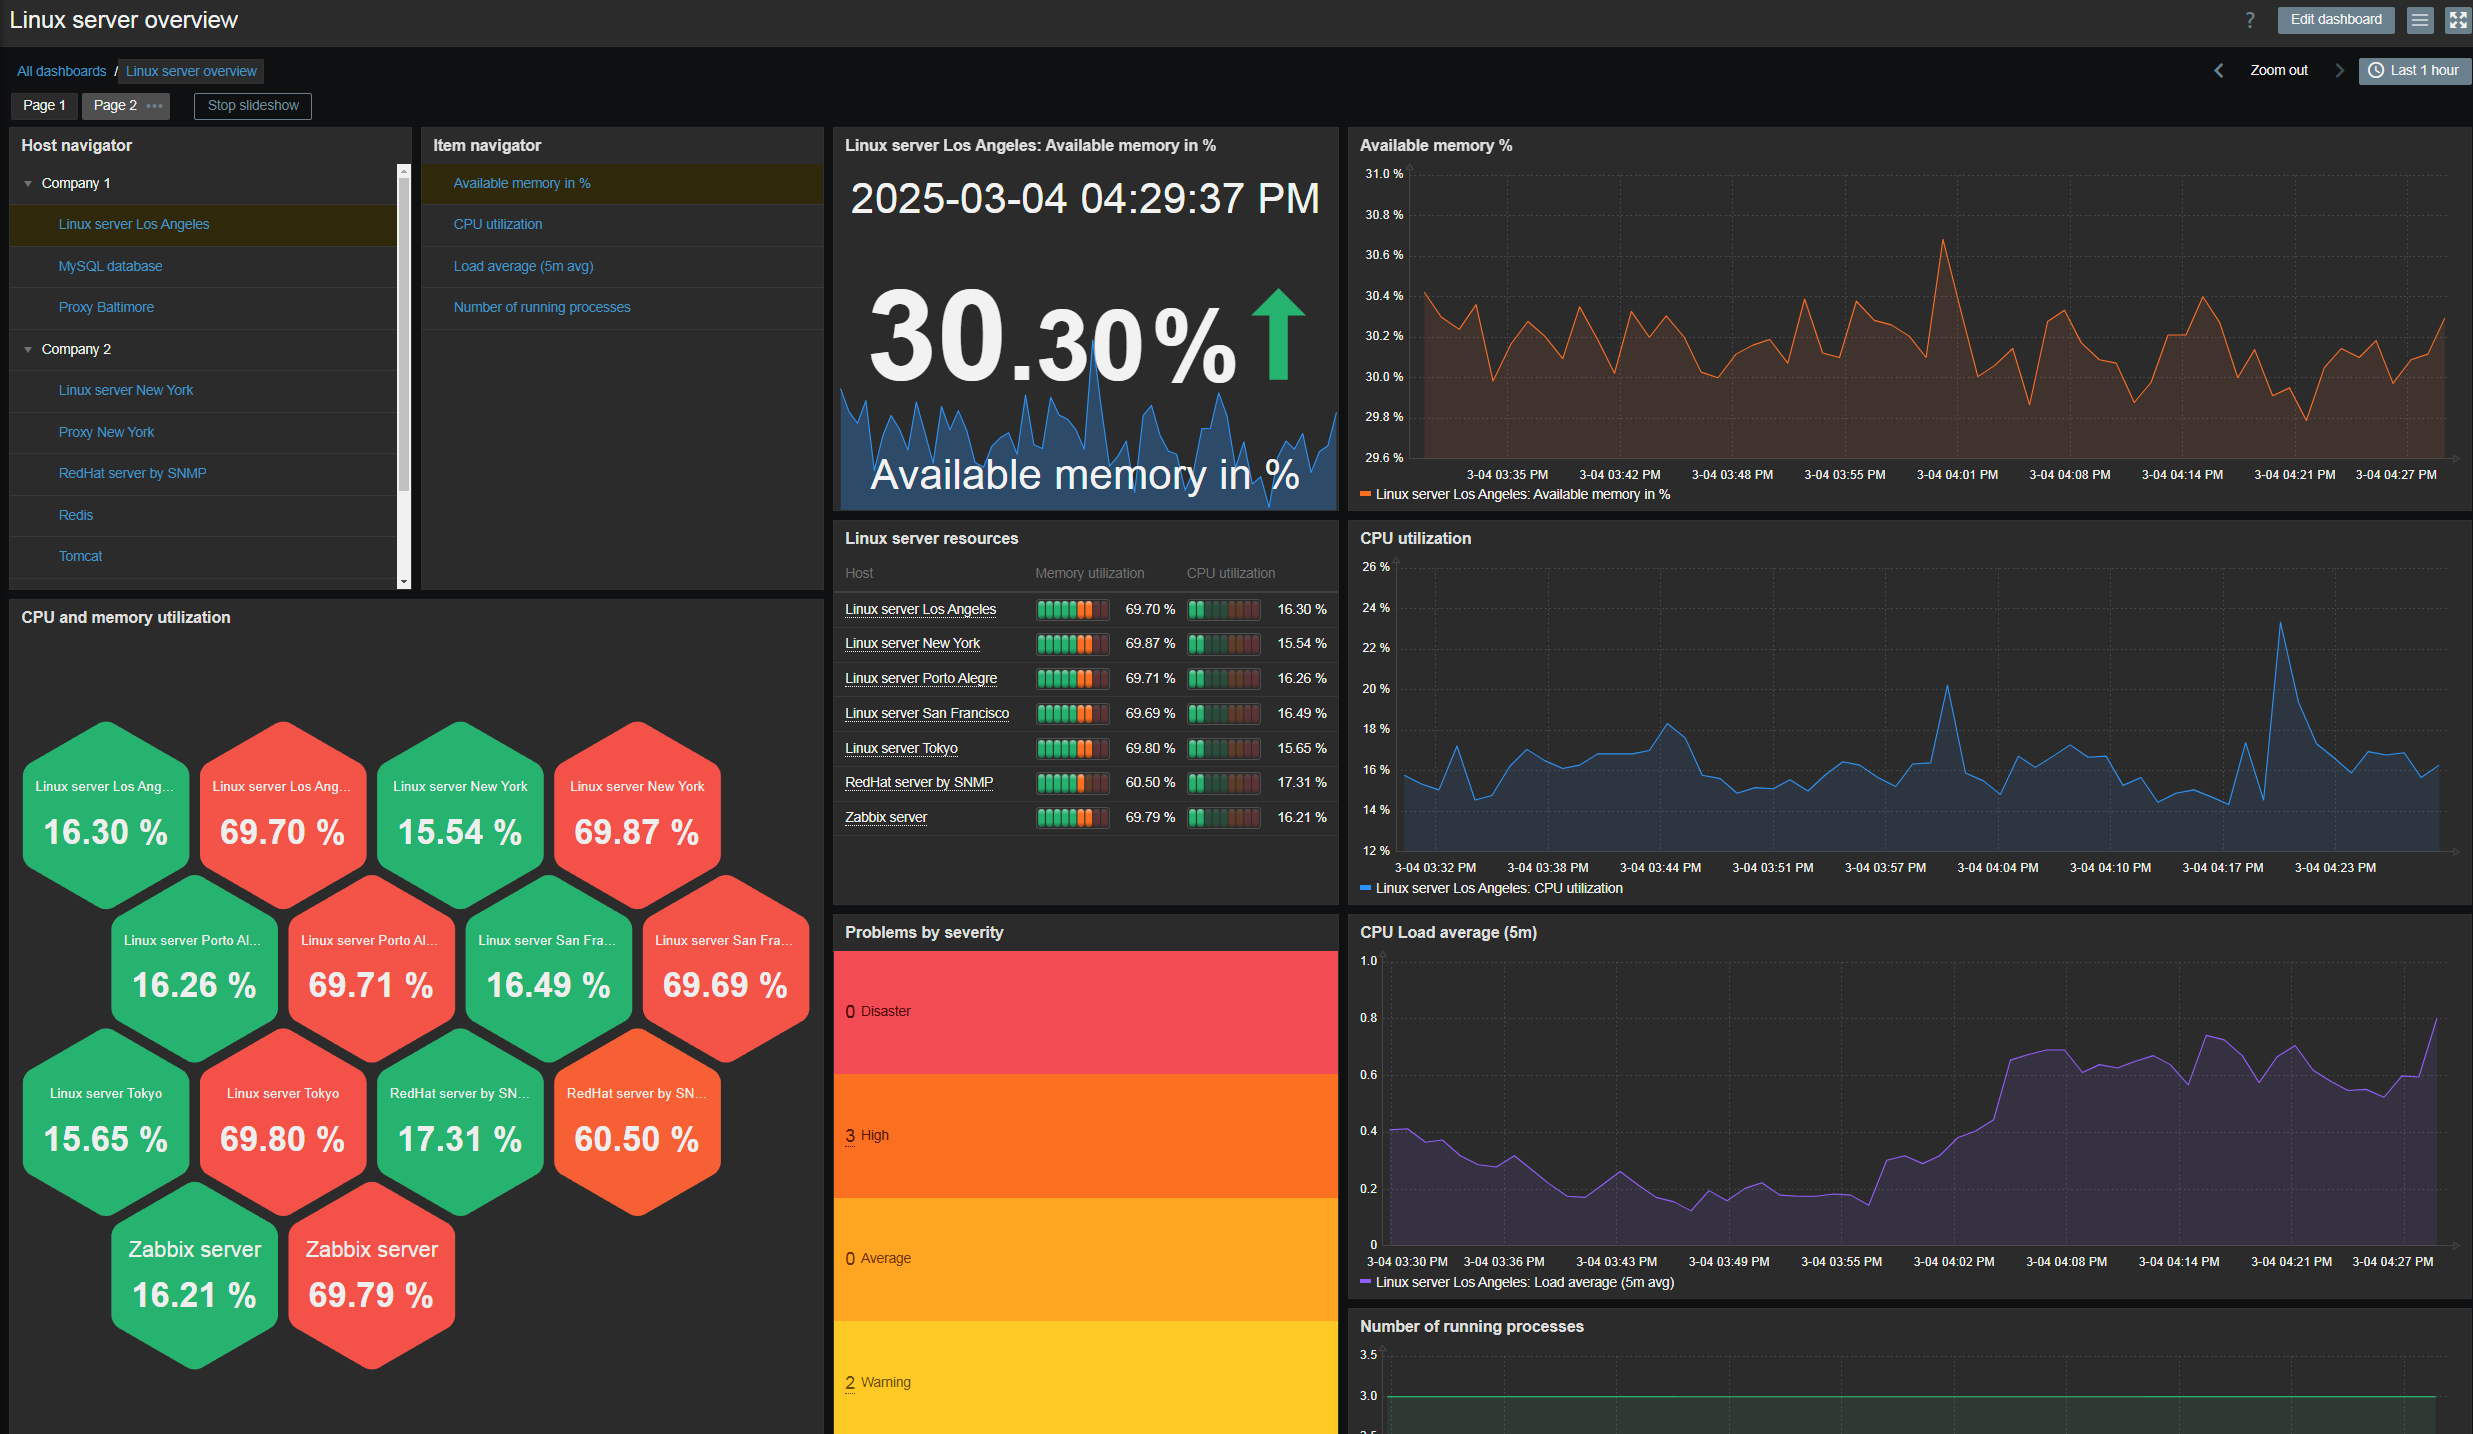 Linux server overview
?
Edit dashboard
All dashboards / Linux server overview
Zoom out
Last 1 hour
Page 1
Page 2
Stop slideshow
Host navigator
Company 1
Linux server Los Angeles
MySQL database
Proxy Baltimore
Company 2
Linux server New York
Proxy New York
RedHat server by SNMP
Redis
Tomcat
Item navigator
Available memory in %
CPU utilization
Load average (5m avg)
Number of running processes
Linux server Los Angeles: Available memory in %
2025-03-04 04:29:37 PM
30.30%
Available memory in %
Available memory %
31.0 %
30.8 %
30.6 %
30.4 %
30.2 %
30.0 %
29.8 %
29.6 %
3-04 03:35 PM 3-04 03:42 PM 3-04 03:48 PM 3-04 03:55 PM 3-04 04:01 PM 3-04 04:08 PM 3-04 04:14 PM 3-04 04:21 PM 3-04 04:27 PM
Linux server Los Angeles: Available memory in %
CPU and memory utilization
Linux server Los Ang...
16.30 %
Linux server Los Ang...
69.70 %
Linux server New York
15.54 %
Linux server New York
69.87 %
Linux server Porto Al...
16.26 %
Linux server Porto Al...
69.71 %
Linux server San Fra...
16.49 %
Linux server San Fra...
69.69 %
Linux server Tokyo
15.65 %
Linux server Tokyo
69.80 %
RedHat server by SN...
17.31 %
RedHat server by SN...
60.50 %
Zabbix server
16.21 %
Zabbix server
69.79 %
Linux server resources
Host Memory utilization CPU utilization
Linux server Los Angeles 69.70 % 16.30 %
Linux server New York 69.87 % 15.54 %
Linux server Porto Alegre 69.71 % 16.26 %
Linux server San Francisco 69.69 % 16.49 %
Linux server Tokyo 69.80 % 15.65 %
RedHat server by SNMP 60.50 % 17.31 %
Zabbix server 69.79 % 16.21 %
CPU utilization
26 %
24 %
22 %
20 %
18 %
16 %
14 %
12 %
3-04 03:32 PM 3-04 03:38 PM 3-04 03:44 PM 3-04 03:51 PM 3-04 03:57 PM 3-04 04:04 PM 3-04 04:10 PM 3-04 04:17 PM 3-04 04:23 PM
Linux server Los Angeles: CPU utilization
Problems by severity
0 Disaster
3 High
0 Average
2 Warning
CPU Load average (5m)
1.0
0.8
0.6
0.4
0.2
0
3-04 03:30 PM 3-04 03:36 PM 3-04 03:43 PM 3-04 03:49 PM 3-04 03:55 PM 3-04 04:02 PM 3-04 04:08 PM 3-04 04:14 PM 3-04 04:21 PM 3-04 04:27 PM
Linux server Los Angeles: Load average (5m avg)
Number of running processes
3.5
3.0